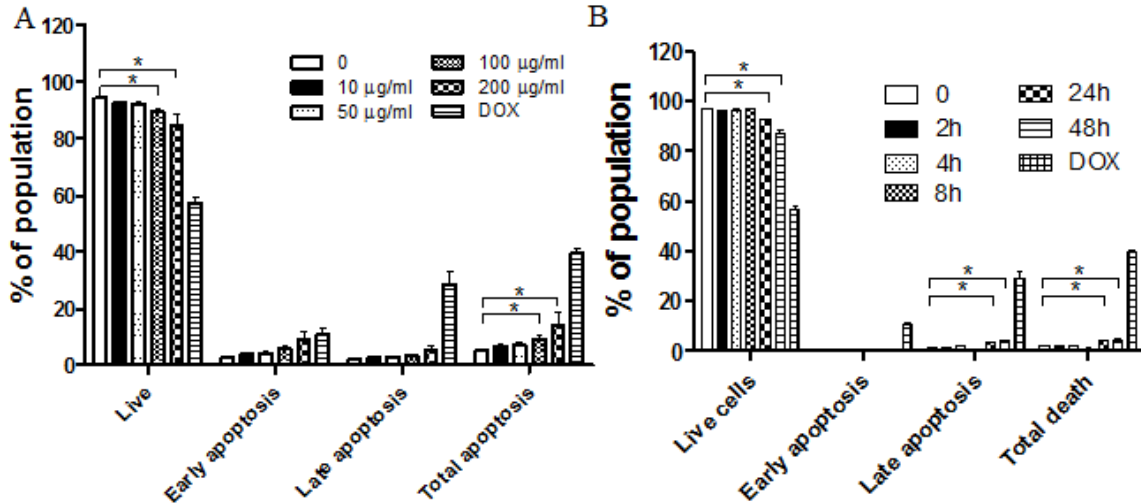 A
% of population
120
100
80
60
40
20
0
0
10 µg/ml
50 µg/ml
100 µg/ml
200 µg/ml
DOX
*
*
*
*
Live
Early apoptosis
Late apoptosis
Total apoptosis
B
% of population
120
100
80
60
40
20
0
0
2h
4h
8h
24h
48h
DOX
*
*
*
*
*
*
Live cells
Early apoptosis
Late apoptosis
Total death